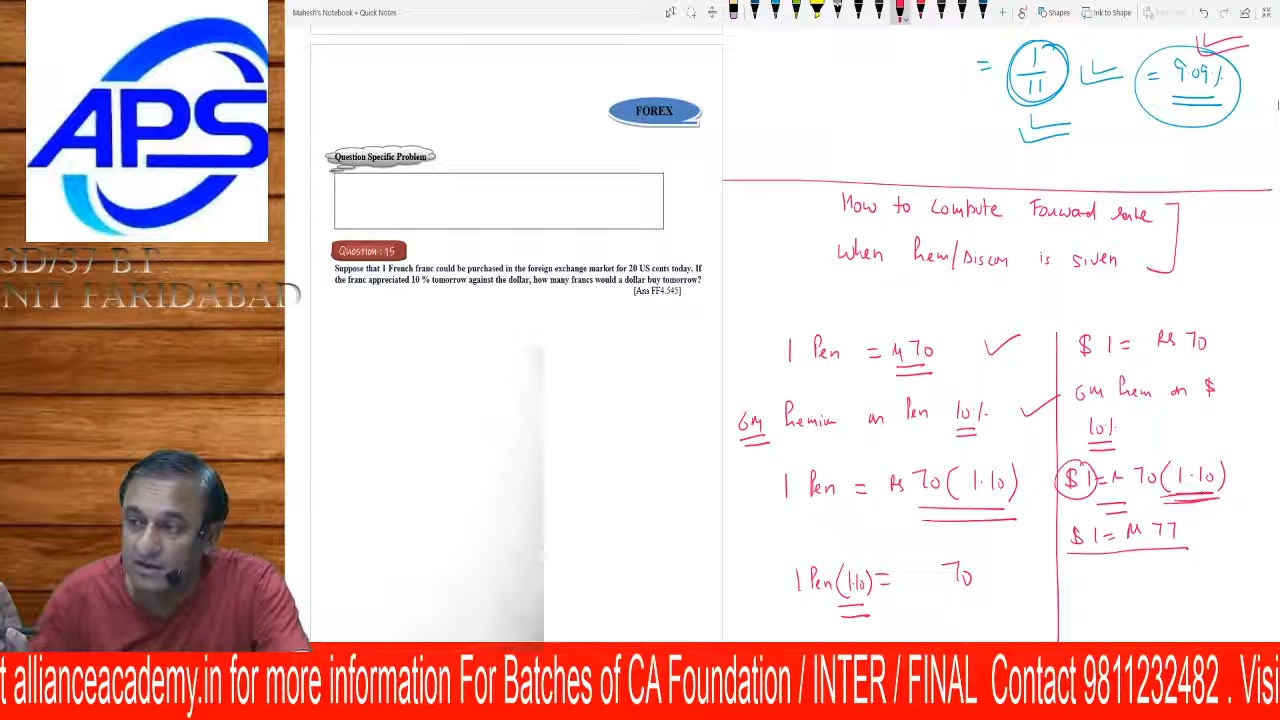 Mahesh's Notebook • Quick Notes
Shapes
Ink to Shape
APS
3D/37 B.P.
NIT FARIDABAD
FOREX
Question Specific Problem
Question : 15
Suppose that 1 French franc could be purchased in the foreign exchange market for 20 US cents today. If
the franc appreciated 10 % tomorrow against the dollar, how many francs would a dollar buy tomorrow?
[Ans FF4.545]
= 1/11 = 9.09%
How to Compute Forward rate
when Prem/Discon is given
1 Pen = Rs 70
6m Premium on Pen 10%
1 Pen = Rs 70 (1.10)
1 Pen (1.10) = 70
$ 1 = Rs 70
6m Prem on $
10%
$ 1 = Rs 70 (1.10)
$ 1 = Rs 77
t allianceacademy.in for more information For Batches of CA Foundation / INTER / FINAL Contact 9811232482 . Visi